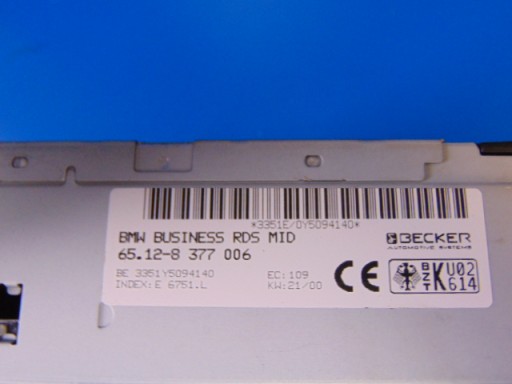 *3351E/0Y5094140*
BMW BUSINESS RDS MID
65.12-8 377 006
BE 3351Y5094140
INDEX: E 6751.L
EC: 109
KW: 21/00
BECKER
AUTOMOTIVE SYSTEMS
CE
BZT K U02 614